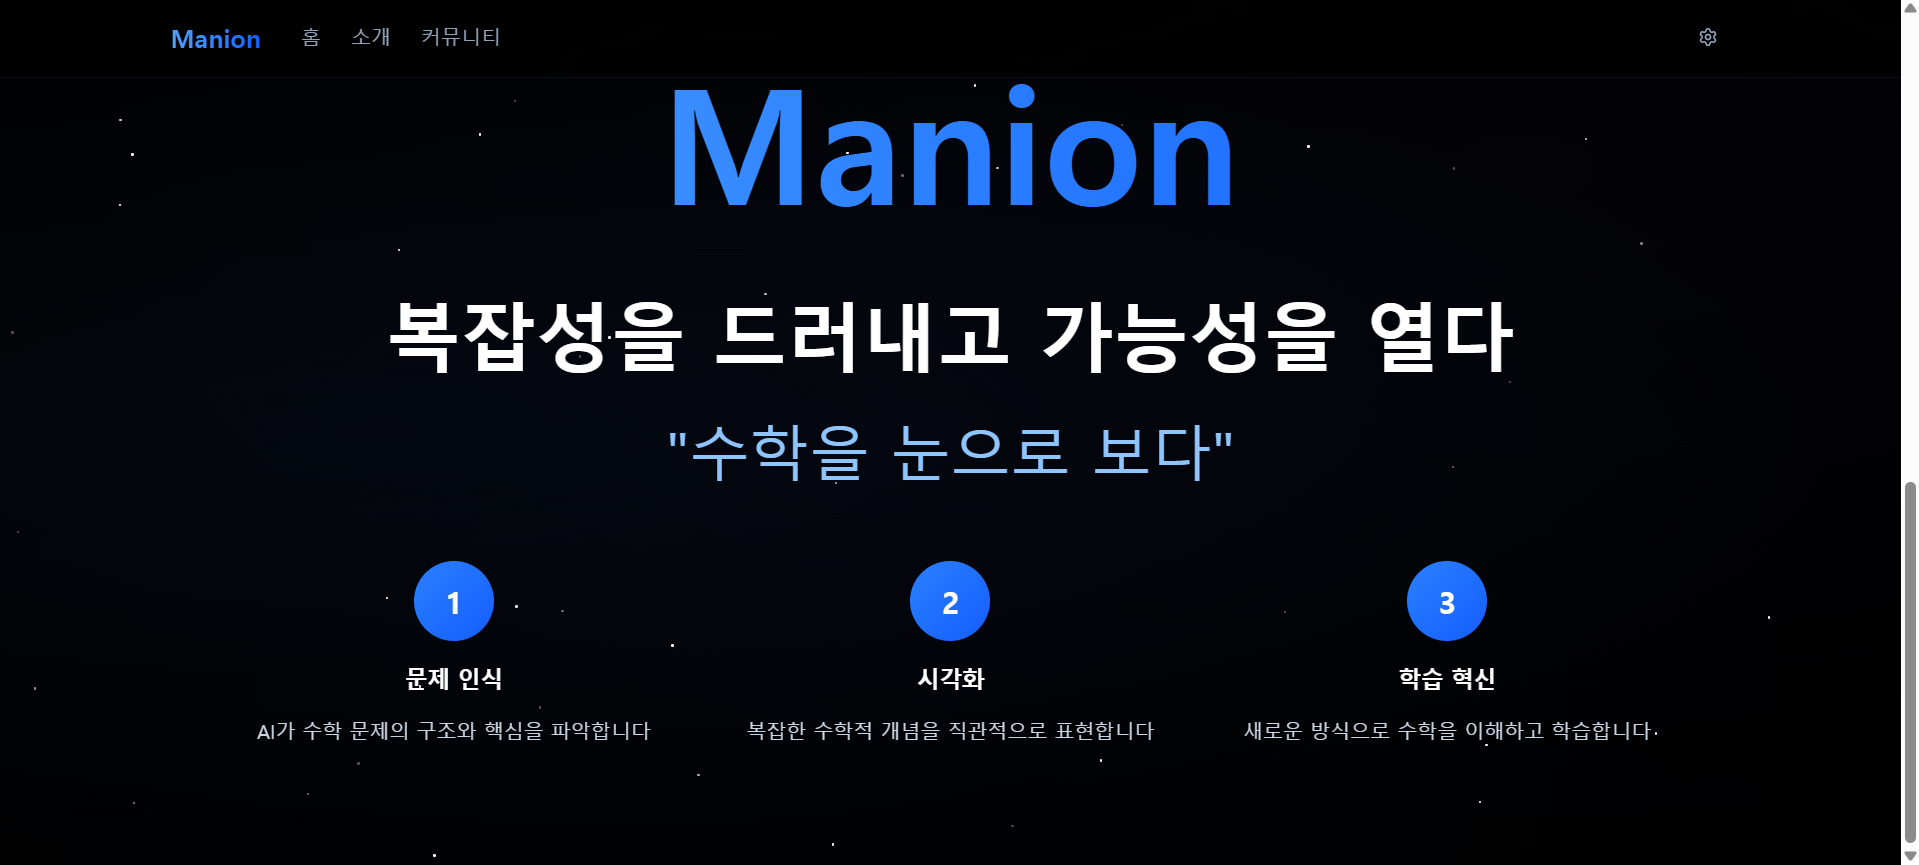 Manion 홈 소개 커뮤니티
Manion
복잡성을 드러내고 가능성을 열다
"수학을 눈으로 보다"
1
문제 인식
AI가 수학 문제의 구조와 핵심을 파악합니다
2
시각화
복잡한 수학적 개념을 직관적으로 표현합니다
3
학습 혁신
새로운 방식으로 수학을 이해하고 학습합니다